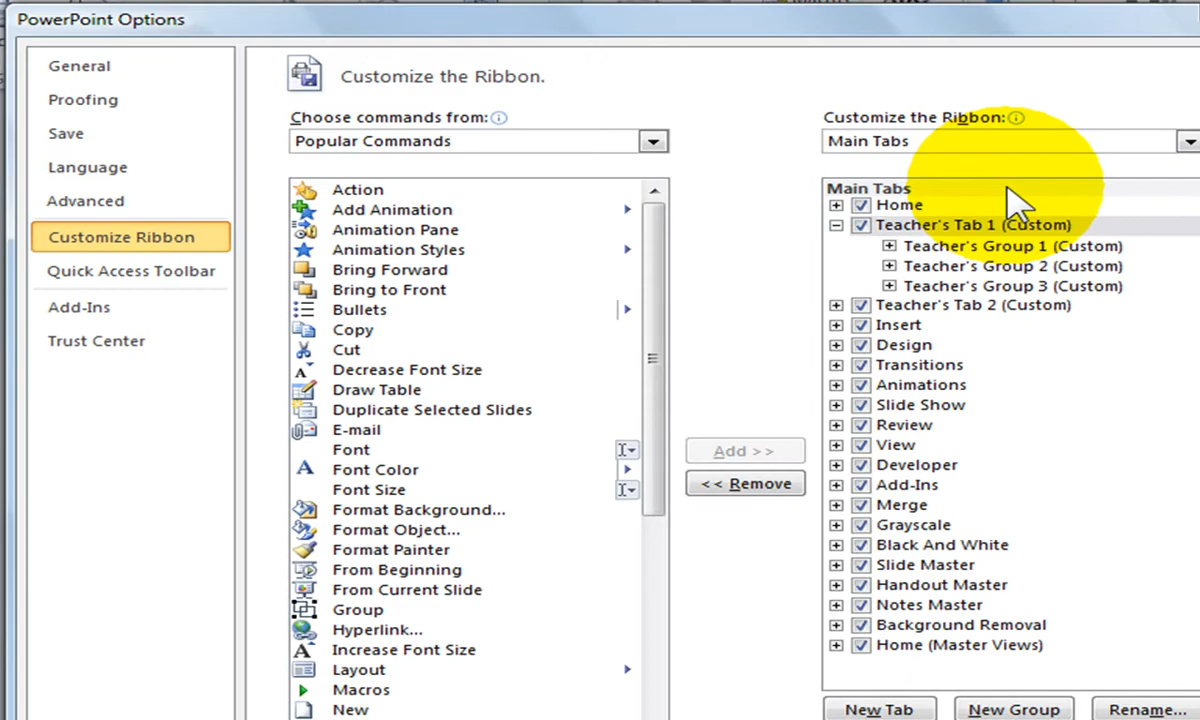 PowerPoint Options
General
Proofing
Save
Language
Advanced
Customize Ribbon
Quick Access Toolbar
Add-Ins
Trust Center
Customize the Ribbon.
Choose commands from:
Popular Commands
Action
Add Animation
Animation Pane
Animation Styles
Bring Forward
Bring to Front
Bullets
Copy
Cut
Decrease Font Size
Draw Table
Duplicate Selected Slides
E-mail
Font
Font Color
Font Size
Format Background...
Format Object...
Format Painter
From Beginning
From Current Slide
Group
Hyperlink...
Increase Font Size
Layout
Macros
New
Add >>
<< Remove
Customize the Ribbon:
Main Tabs
Main Tabs
Home
Teacher's Tab 1 (Custom)
Teacher's Group 1 (Custom)
Teacher's Group 2 (Custom)
Teacher's Group 3 (Custom)
Teacher's Tab 2 (Custom)
Insert
Design
Transitions
Animations
Slide Show
Review
View
Developer
Add-Ins
Merge
Grayscale
Black And White
Slide Master
Handout Master
Notes Master
Background Removal
Home (Master Views)
New Tab
New Group
Rename...